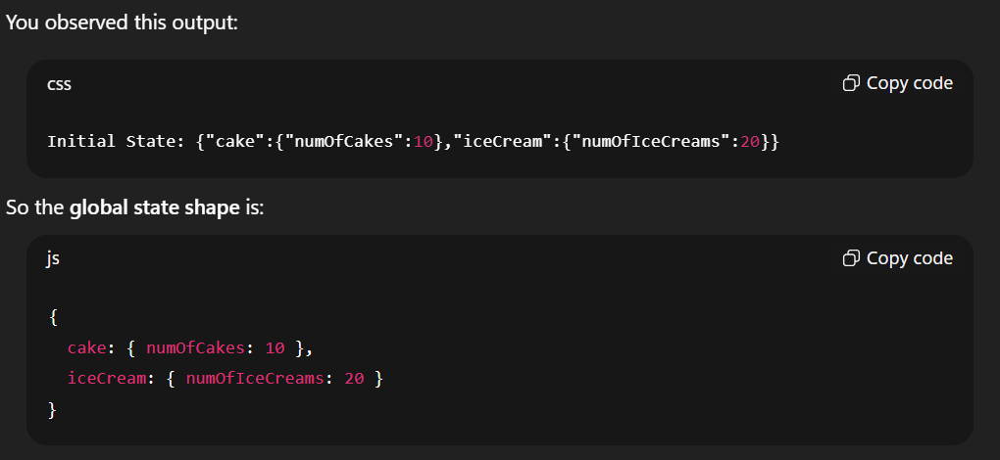 You observed this output:
css
Copy code
Initial State: {"cake":{"numOfCakes":10},"iceCream":{"numOfIceCreams":20}}
So the global state shape is:
js
Copy code
{
  cake: { numOfCakes: 10 },
  iceCream: { numOfIceCreams: 20 }
}